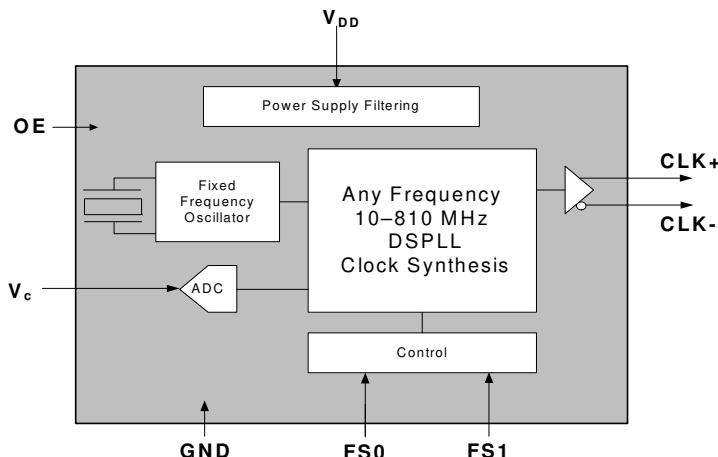 VDD
Power Supply Filtering
OE
Fixed
Frequency
Oscillator
Any Frequency
10–810 MHz
DSPLL
Clock Synthesis
CLK+
CLK-
Vc
ADC
Control
GND
FS0
FS1